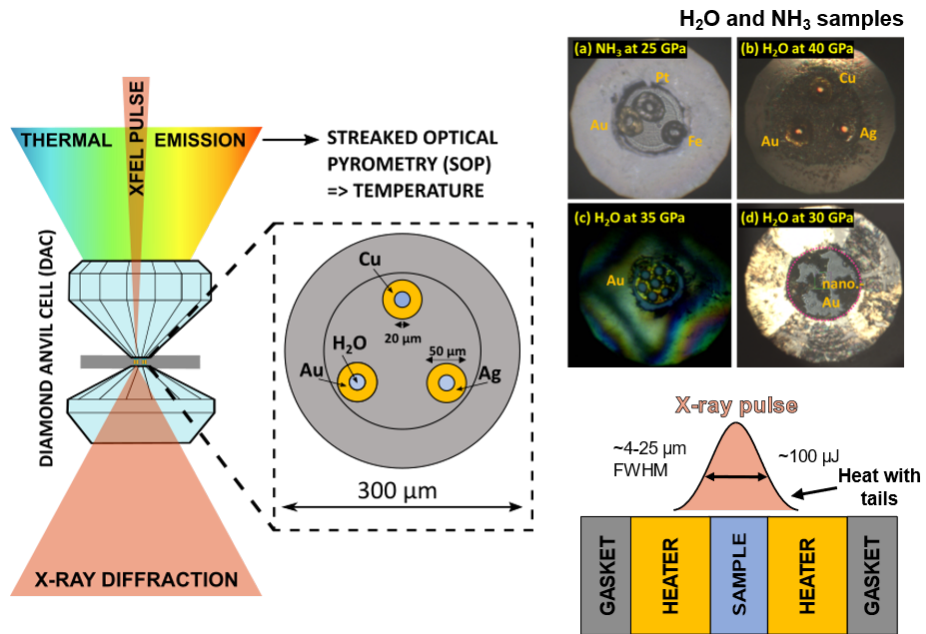 H₂O and NH₃ samples
XFEL PULSE
THERMAL
EMISSION
STREAKED OPTICAL
PYROMETRY (SOP)
=> TEMPERATURE
DIAMOND ANVIL CELL (DAC)
Cu
20 µm
H₂O
50 µm
Au
Ag
300 µm
X-RAY DIFFRACTION
(a) NH₃ at 25 GPa
Pt
Au
Fe
(b) H₂O at 40 GPa
Cu
Au
Ag
(c) H₂O at 35 GPa
Au
(d) H₂O at 30 GPa
nano.-
Au
X-ray pulse
~4-25 µm
FWHM
~100 µJ
Heat with
tails
GASKET
HEATER
SAMPLE
HEATER
GASKET